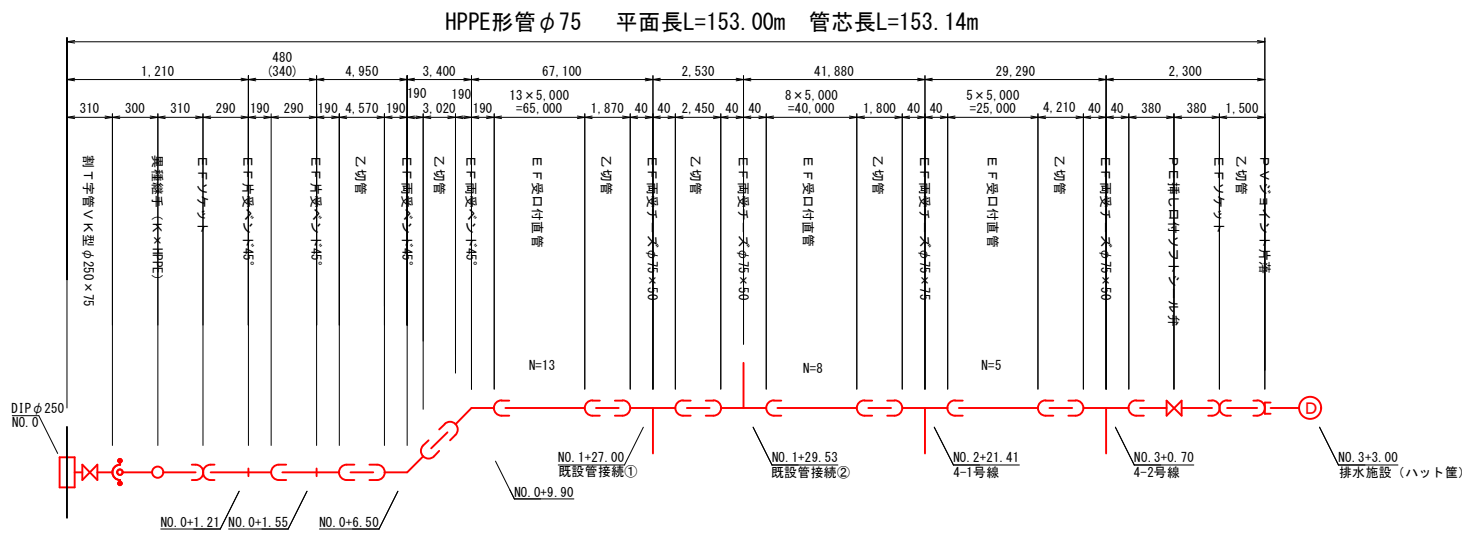 HPPE形管φ75 平面長L=153.00m 管芯長L=153.14m
1,210
480
(340)
4,950
3,400
67,100
2,530
41,880
29,290
2,300
310
300
310
290
190
290
190
4,570
190
190
3,020
190
190
13×5,000
=65,000
1,870
40
40
2,450
40
40
8×5,000
=40,000
1,800
40
40
5×5,000
=25,000
4,210
40
40
380
380
1,500
割T字管VK型φ250×75
異種継手(K×HPPE)
EFソケット
EF片受ベンド45°
EF片受ベンド45°
乙切管
EF両受ベンド45°
乙切管
EF両受ベンド45°
EF受口付直管
乙切管
EF両受チーズφ75×50
乙切管
EF両受チーズφ75×50
EF受口付直管
乙切管
EF両受チーズφ75×75
EF受口付直管
乙切管
EF両受チーズφ75×50
PE挿し口付ソフトシール弁
EFソケット
乙切管
PVジョイント片落
N=13
N=8
N=5
DIPφ250
NO.0
NO.0+1.21
NO.0+1.55
NO.0+6.50
NO.0+9.90
NO.1+27.00
既設管接続①
NO.1+29.53
既設管接続②
NO.2+21.41
4-1号線
NO.3+0.70
4-2号線
D
NO.3+3.00
排水施設(ハット筐)